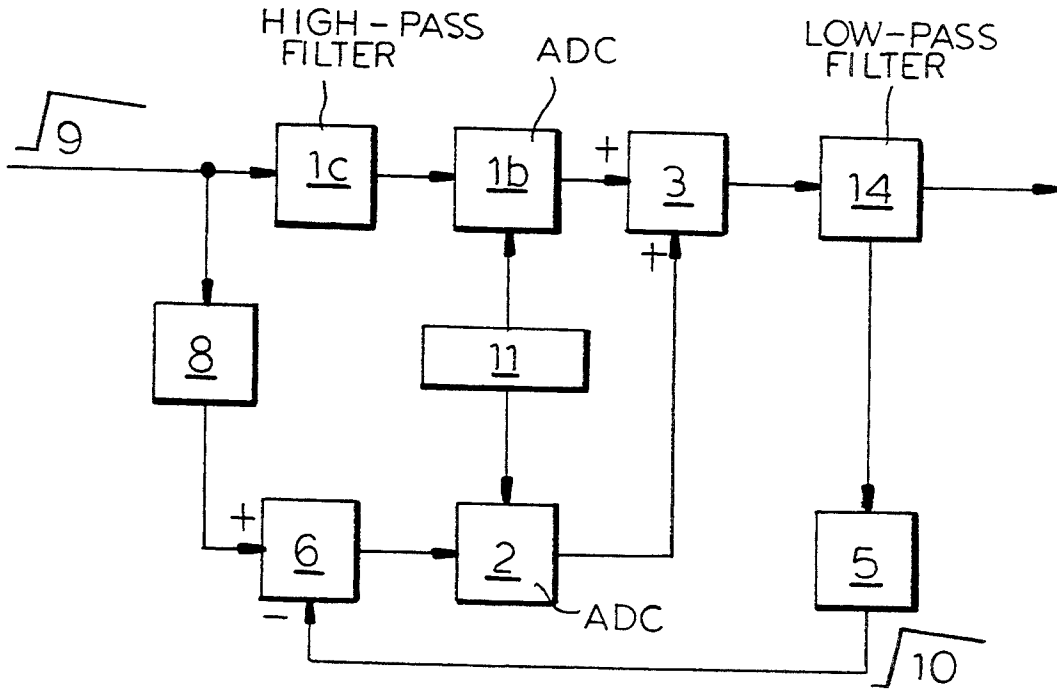 HIGH-PASS
FILTER
ADC
LOW-PASS
FILTER
9
1c
1b
+
3
14
+
8
11
+
6
2
5
-
ADC
10